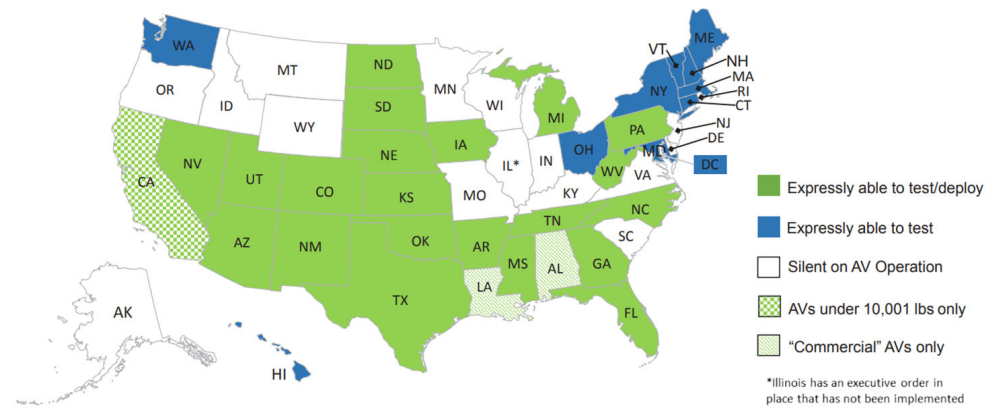 WA
MT
ND
MN
OR
ID
WY
SD
WI
MI
VT
ME
NH
NY
MA
RI
CT
NV
UT
CO
NE
IA
IL*
IN
OH
PA
NJ
DE
MD
DC
CA
AZ
NM
KS
MO
KY
WV
VA
OK
AR
TN
NC
SC
TX
LA
MS
AL
GA
FL
AK
HI
Expressly able to test/deploy
Expressly able to test
Silent on AV Operation
AVs under 10,001 lbs only
“Commercial” AVs only
*Illinois has an executive order in
place that has not been implemented